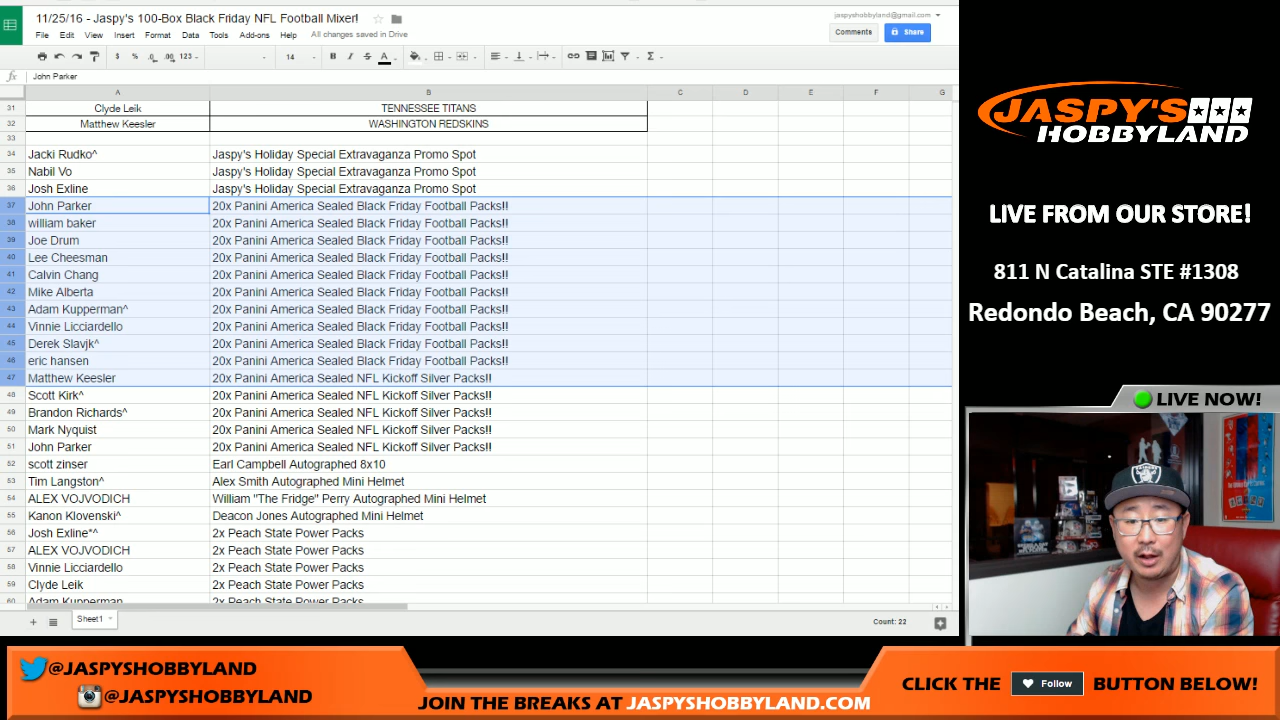 11/25/16 - Jaspy's 100-Box Black Friday NFL Football Mixer!
jaspyshobbyland@gmail.com
File Edit View Insert Format Data Tools Add-ons Help All changes saved in Drive
Comments Share
$ % .0 .00 123 14 B I S A Σ
fx John Parker
A B C D E F G
31 Clyde Leik TENNESSEE TITANS
32 Matthew Keesler WASHINGTON REDSKINS
33
34 Jacki Rudko^ Jaspy's Holiday Special Extravaganza Promo Spot
35 Nabil Vo Jaspy's Holiday Special Extravaganza Promo Spot
36 Josh Exline Jaspy's Holiday Special Extravaganza Promo Spot
37 John Parker 20x Panini America Sealed Black Friday Football Packs!!
38 william baker 20x Panini America Sealed Black Friday Football Packs!!
39 Joe Drum 20x Panini America Sealed Black Friday Football Packs!!
40 Lee Cheesman 20x Panini America Sealed Black Friday Football Packs!!
41 Calvin Chang 20x Panini America Sealed Black Friday Football Packs!!
42 Mike Alberta 20x Panini America Sealed Black Friday Football Packs!!
43 Adam Kupperman^ 20x Panini America Sealed Black Friday Football Packs!!
44 Vinnie Licciardello 20x Panini America Sealed Black Friday Football Packs!!
45 Derek Slavjk^ 20x Panini America Sealed Black Friday Football Packs!!
46 eric hansen 20x Panini America Sealed Black Friday Football Packs!!
47 Matthew Keesler 20x Panini America Sealed NFL Kickoff Silver Packs!!
48 Scott Kirk^ 20x Panini America Sealed NFL Kickoff Silver Packs!!
49 Brandon Richards^ 20x Panini America Sealed NFL Kickoff Silver Packs!!
50 Mark Nyquist 20x Panini America Sealed NFL Kickoff Silver Packs!!
51 John Parker 20x Panini America Sealed NFL Kickoff Silver Packs!!
52 scott zinser Earl Campbell Autographed 8x10
53 Tim Langston^ Alex Smith Autographed Mini Helmet
54 ALEX VOJVODICH William "The Fridge" Perry Autographed Mini Helmet
55 Kanon Klovenski^ Deacon Jones Autographed Mini Helmet
56 Josh Exline*^ 2x Peach State Power Packs
57 ALEX VOJVODICH 2x Peach State Power Packs
58 Vinnie Licciardello 2x Peach State Power Packs
59 Clyde Leik 2x Peach State Power Packs
60 Adam Kupperman 2x Peach State Power Packs
Sheet1
Count: 22
JASPY'S
HOBBYLAND
LIVE FROM OUR STORE!
811 N Catalina STE #1308
Redondo Beach, CA 90277
LIVE NOW!
@JASPYSHOBBYLAND
@JASPYSHOBBYLAND
JOIN THE BREAKS AT JASPYSHOBBYLAND.COM
CLICK THE Follow BUTTON BELOW!